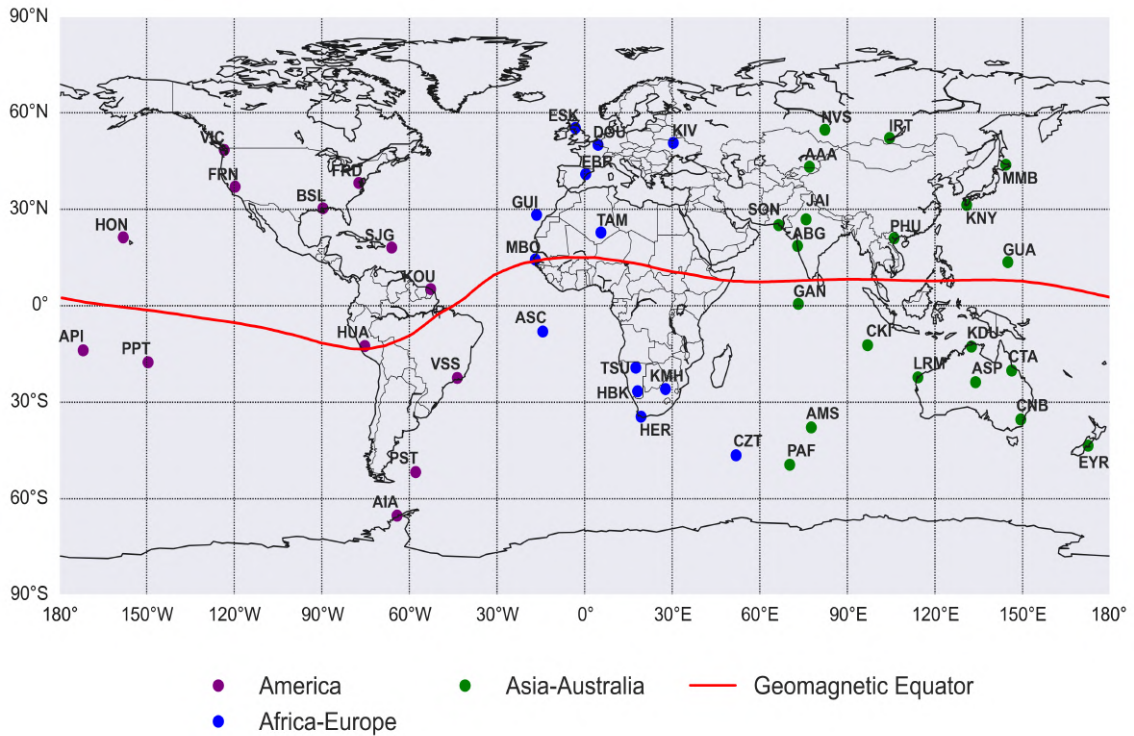 90°N
60°N
30°N
0°
30°S
60°S
90°S
ESK
DOU
KIV
NVS
IRT
VIC
FRN
FRD
EBR
AAA
MMB
BSL
GUI
SON
JAI
KNY
HON
SJG
TAM
ABG
PHU
MBO
GUA
KOU
GAN
API
PPT
HUA
ASC
CKI
KDU
VSS
TSU
HBK
KMH
LRM
ASP
CTA
HER
AMS
CNB
PST
CZT
PAF
EYR
AIA
180° 150°W 120°W 90°W 60°W 30°W 0° 30°E 60°E 90°E 120°E 150°E 180°
America
Asia-Australia
Geomagnetic Equator
Africa-Europe